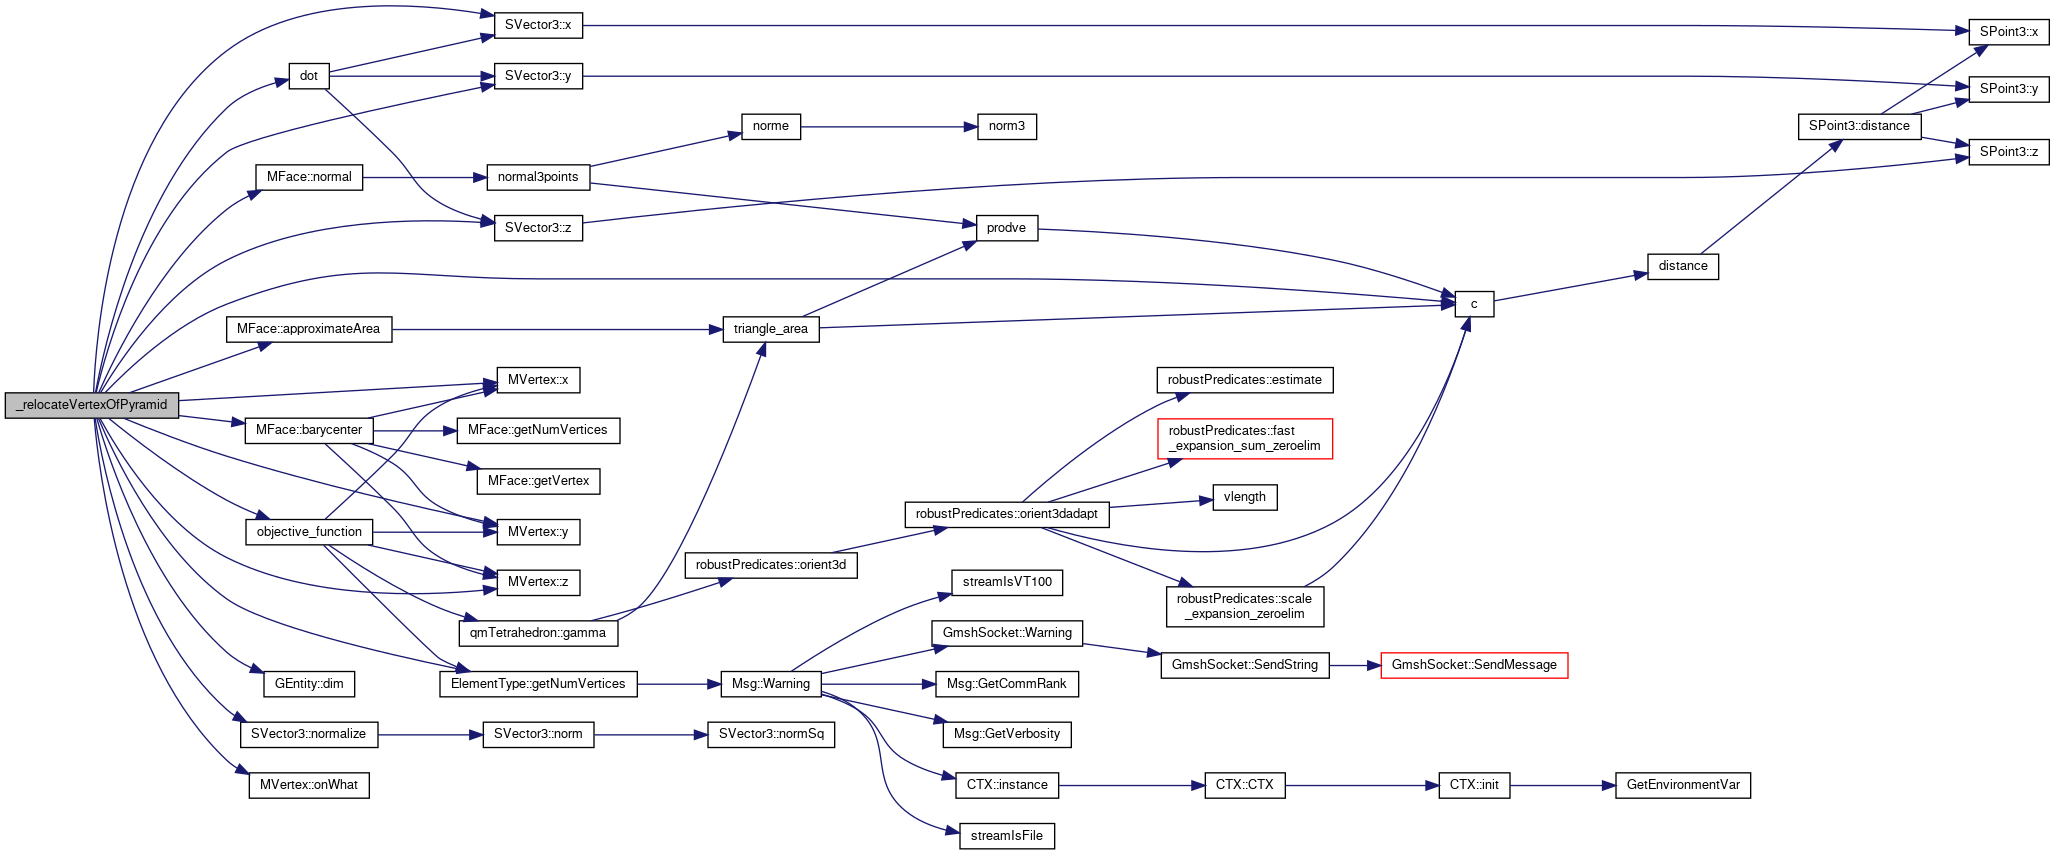 SVector3::x
SPoint3::x
dot
SVector3::y
SPoint3::y
norme
norm3
SPoint3::distance
SPoint3::z
MFace::normal
normal3points
SVector3::z
prodve
distance
c
MFace::approximateArea
triangle_area
MVertex::x
robustPredicates::estimate
_relocateVertexOfPyramid
MFace::barycenter
MFace::getNumVertices
robustPredicates::fast
_expansion_sum_zeroelim
MFace::getVertex
vlength
robustPredicates::orient3dadapt
objective_function
MVertex::y
robustPredicates::orient3d
MVertex::z
streamIsVT100
robustPredicates::scale
_expansion_zeroelim
qmTetrahedron::gamma
GmshSocket::Warning
GmshSocket::SendString
GmshSocket::SendMessage
GEntity::dim
ElementType::getNumVertices
Msg::Warning
Msg::GetCommRank
SVector3::normalize
SVector3::norm
SVector3::normSq
Msg::GetVerbosity
MVertex::onWhat
CTX::instance
CTX::CTX
CTX::init
GetEnvironmentVar
streamIsFile